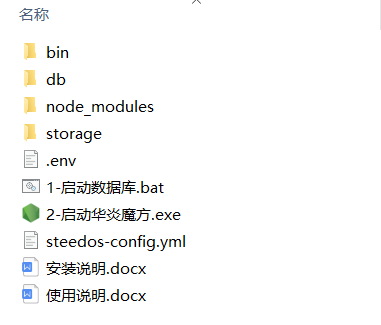 名称
bin
db
node_modules
storage
.env
1-启动数据库.bat
2-启动华炎魔方.exe
steedos-config.yml
安装说明.docx
使用说明.docx